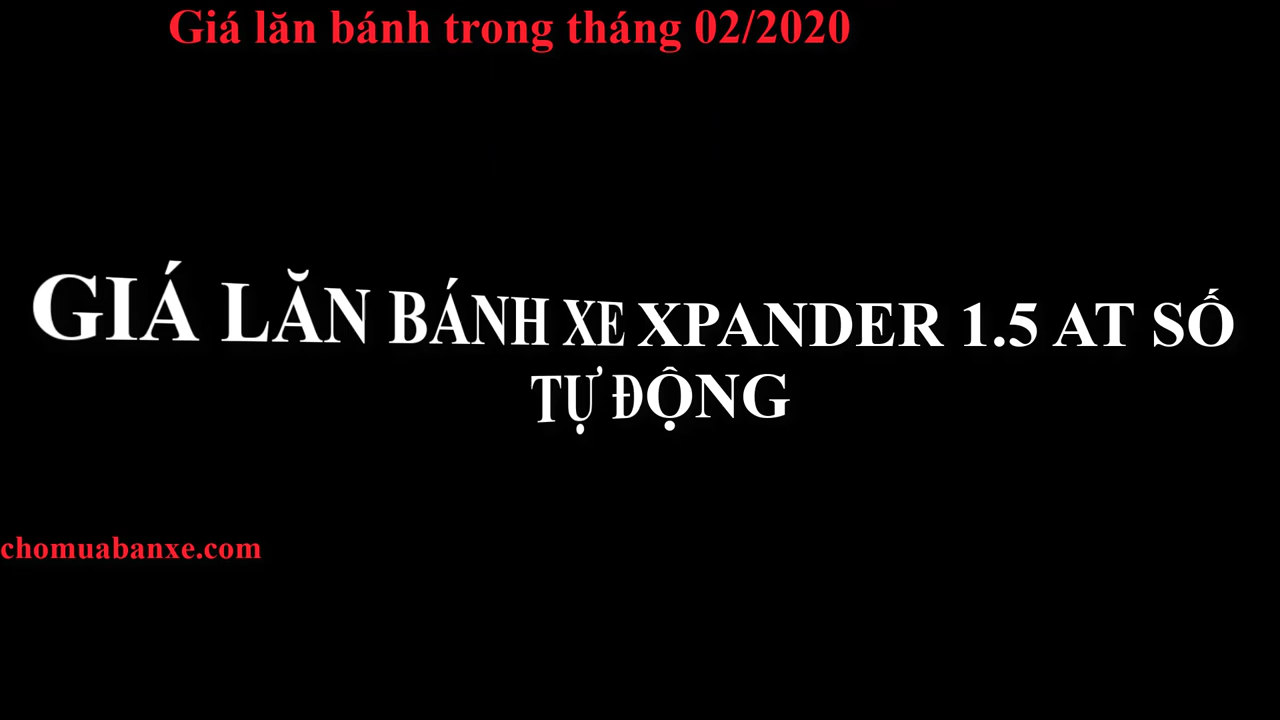 Giá lăn bánh trong tháng 02/2020
GIÁ LĂN BÁNH XE XPANDER 1.5 AT SỐ
TỰ ĐỘNG
chomuabanxe.com